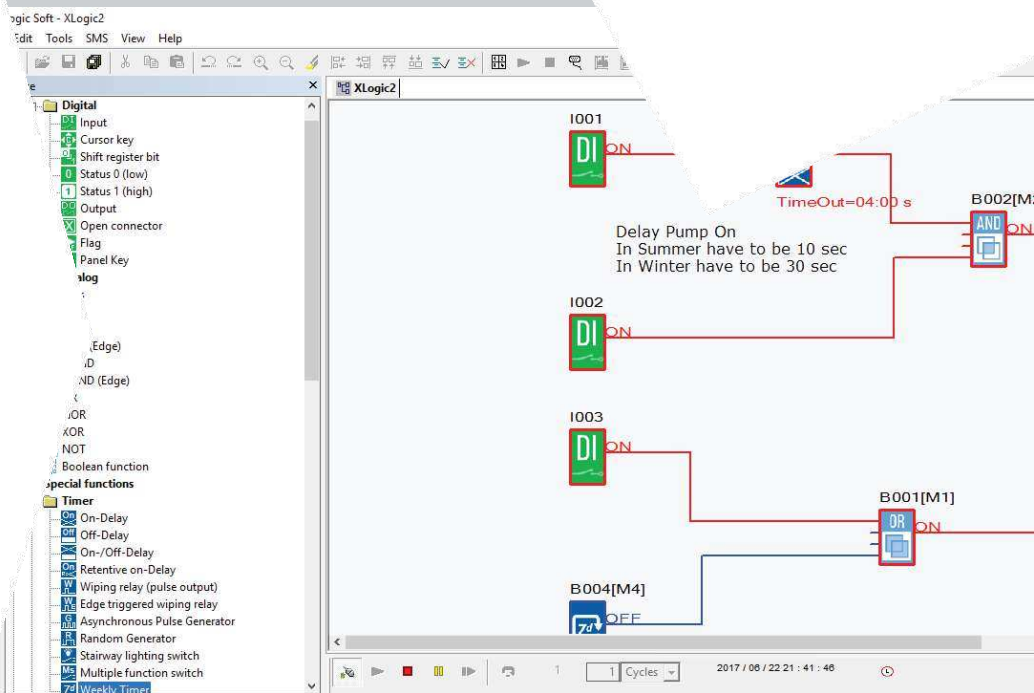 ogic Soft - XLogic2
Edit Tools SMS View Help
XLogic2
Digital
Input
Cursor key
Shift register bit
Status 0 (low)
Status 1 (high)
Output
Open connector
Flag
Panel Key
alog
(Edge)
ND (Edge)
XOR
NOT
Boolean function
Special functions
Timer
On-Delay
Off-Delay
On-/Off-Delay
Retentive on-Delay
Wiping relay (pulse output)
Edge triggered wiping relay
Asynchronous Pulse Generator
Random Generator
Stairway lighting switch
Multiple function switch
Weekly Timer
I001
DI ON
TimeOut=04:00 s
B002[M2
AND ON
Delay Pump On
In Summer have to be 10 sec
In Winter have to be 30 sec
I002
DI ON
I003
DI ON
B001[M1]
OR ON
B004[M4]
7d OFF
1 1 Cycles 2017 / 06 / 22 21 : 41 : 46